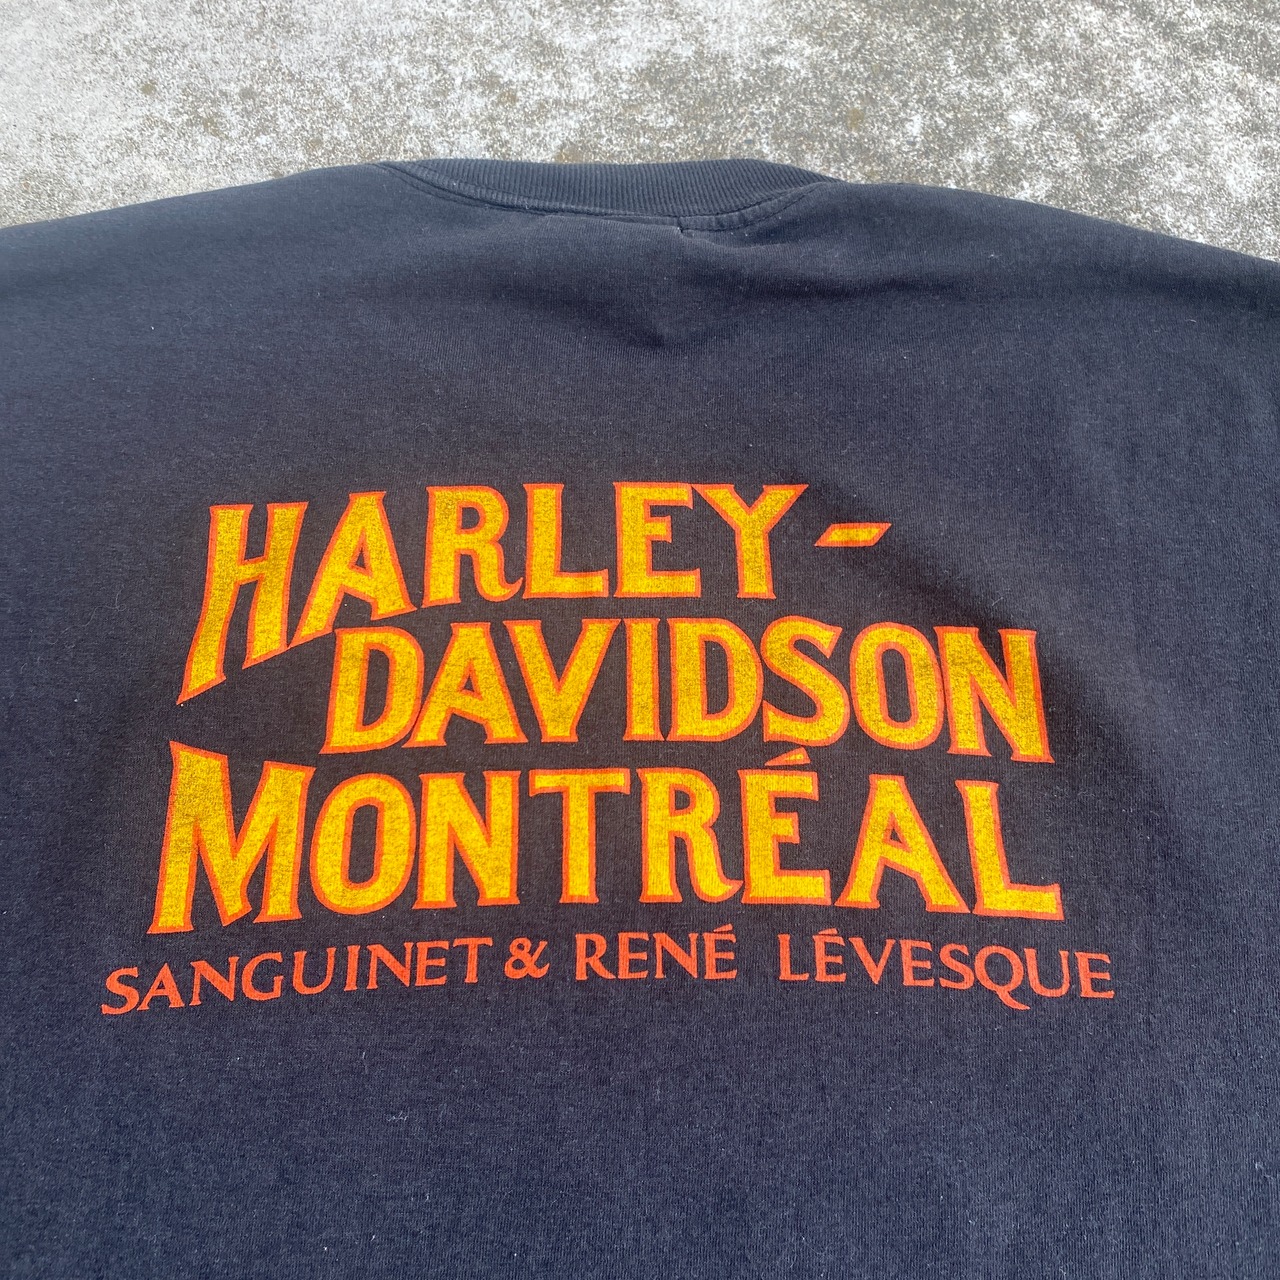 HARLEY-
DAVIDSON
MONTRÉAL
SANGUINET & RENÉ LÉVESQUE